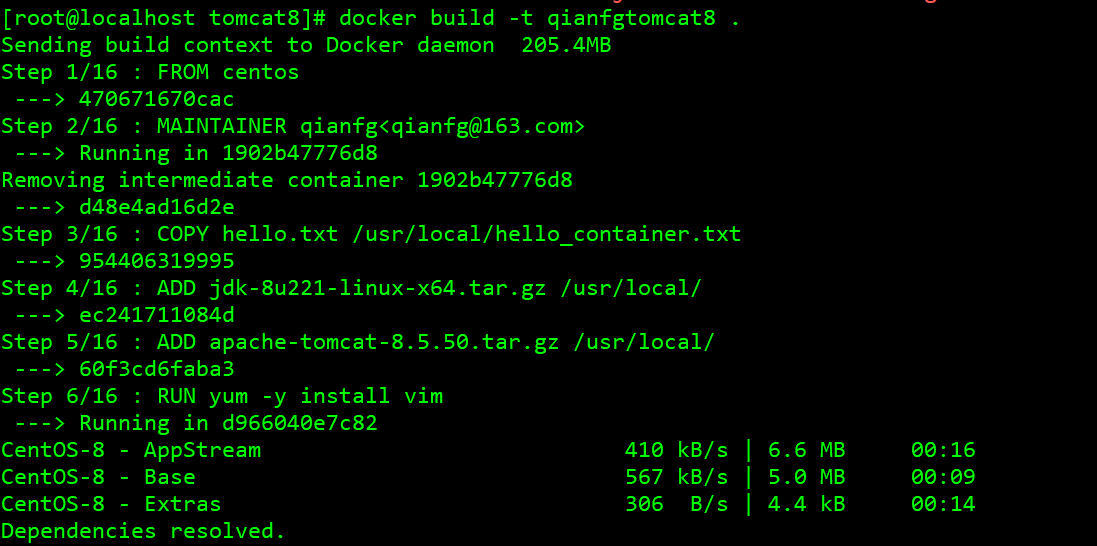 [root@localhost tomcat8]# docker build -t qianfgtomcat8 .
Sending build context to Docker daemon  205.4MB
Step 1/16 : FROM centos
 ---> 470671670cac
Step 2/16 : MAINTAINER qianfg<qianfg@163.com>
 ---> Running in 1902b47776d8
Removing intermediate container 1902b47776d8
 ---> d48e4ad16d2e
Step 3/16 : COPY hello.txt /usr/local/hello_container.txt
 ---> 954406319995
Step 4/16 : ADD jdk-8u221-linux-x64.tar.gz /usr/local/
 ---> ec241711084d
Step 5/16 : ADD apache-tomcat-8.5.50.tar.gz /usr/local/
 ---> 60f3cd6faba3
Step 6/16 : RUN yum -y install vim
 ---> Running in d966040e7c82
CentOS-8 - AppStream                            410 kB/s | 6.6 MB     00:16
CentOS-8 - Base                                 567 kB/s | 5.0 MB     00:09
CentOS-8 - Extras                               306  B/s | 4.4 kB     00:14
Dependencies resolved.